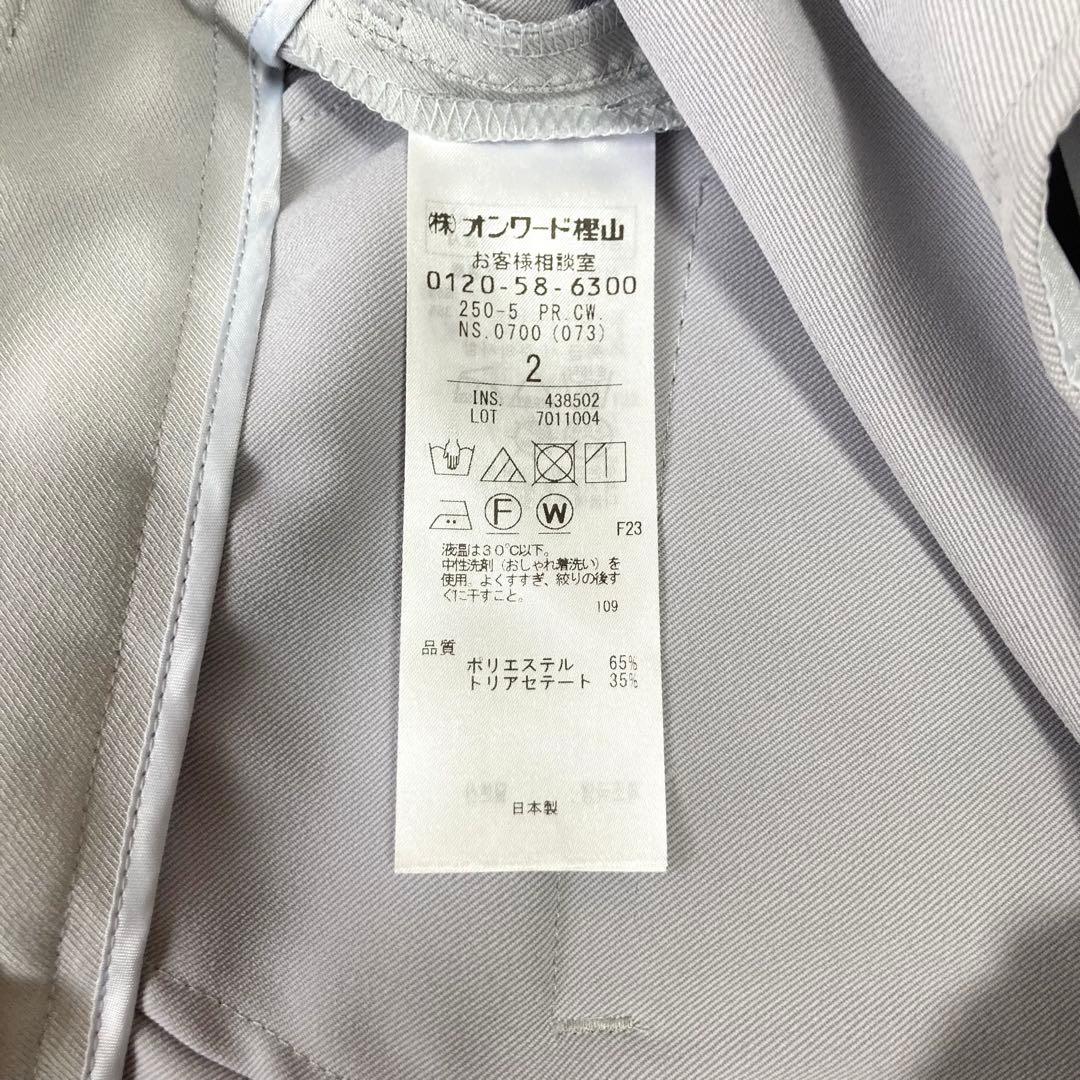 (株)オンワード樫山
お客様相談室
0120-58-6300
250-5 PR.CW.
NS.0700(073)
2
INS. 438502
LOT 7011004
F W
F23
液温は30℃以下。
中性洗剤(おしゃれ着洗い)を
使用。よくすすぎ、絞りの後す
ぐに干すこと。
109
品質
ポリエステル 65%
トリアセテート 35%
日本製